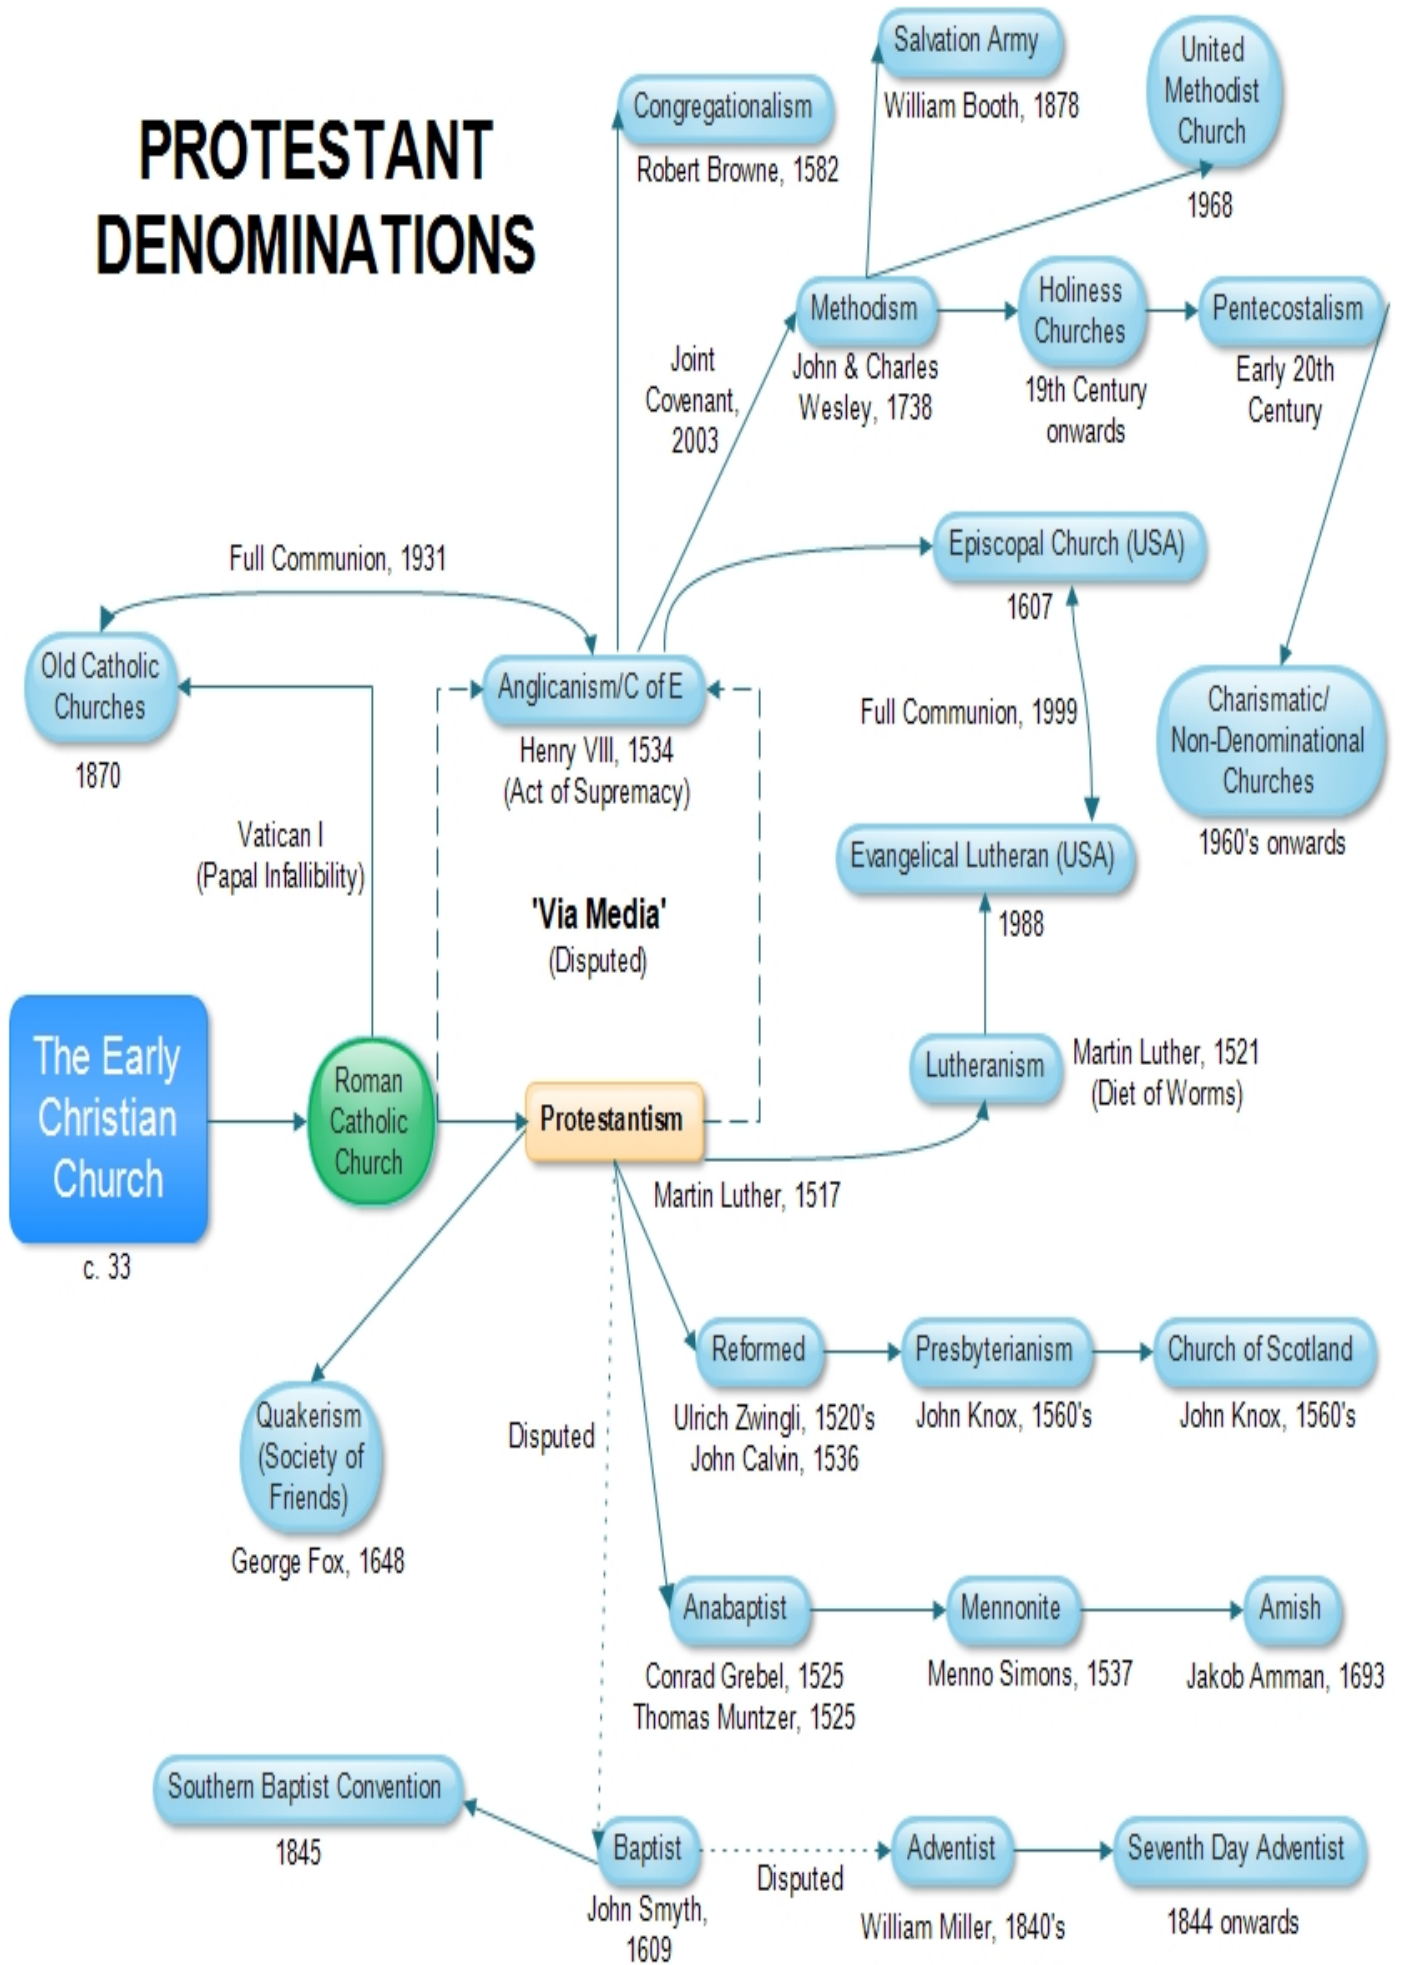 PROTESTANT
DENOMINATIONS
Salvation Army
William Booth, 1878
United
Methodist
Church
1968
Congregationalism
Robert Browne, 1582
Joint
Covenant,
2003
Methodism
John & Charles
Wesley, 1738
Holiness
Churches
19th Century
onwards
Pentecostalism
Early 20th
Century
Full Communion, 1931
Episcopal Church (USA)
1607
Old Catholic
Churches
1870
Anglicanism/C of E
Henry VIII, 1534
(Act of Supremacy)
Full Communion, 1999
Charismatic/
Non-Denominational
Churches
1960's onwards
Vatican I
(Papal Infallibility)
'Via Media'
(Disputed)
Evangelical Lutheran (USA)
1988
The Early
Christian
Church
c. 33
Roman
Catholic
Church
Protestantism
Lutheranism
Martin Luther, 1521
(Diet of Worms)
Martin Luther, 1517
Quakerism
(Society of
Friends)
George Fox, 1648
Disputed
Reformed
Ulrich Zwingli, 1520's
John Calvin, 1536
Presbyterianism
John Knox, 1560's
Church of Scotland
John Knox, 1560's
Anabaptist
Conrad Grebel, 1525
Thomas Muntzer, 1525
Mennonite
Menno Simons, 1537
Amish
Jakob Amman, 1693
Southern Baptist Convention
1845
Baptist
John Smyth,
1609
Disputed
Adventist
William Miller, 1840's
Seventh Day Adventist
1844 onwards